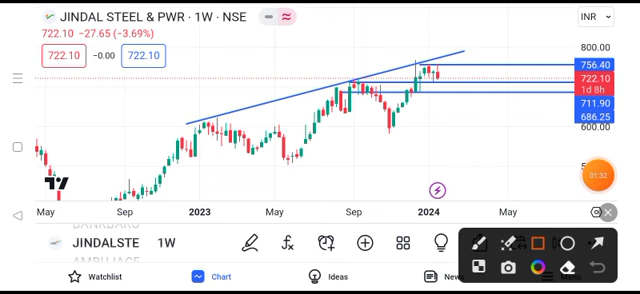 JINDAL STEEL & PWR · 1W · NSE
INR
722.10 −27.65 (−3.69%)
722.10 −0.00 722.10
800.00
756.40
722.10
1d 8h
711.90
686.25
600.00
01:32
May Sep 2023 May Sep 2024 May
JINDALSTE 1W
Watchlist Chart Ideas News